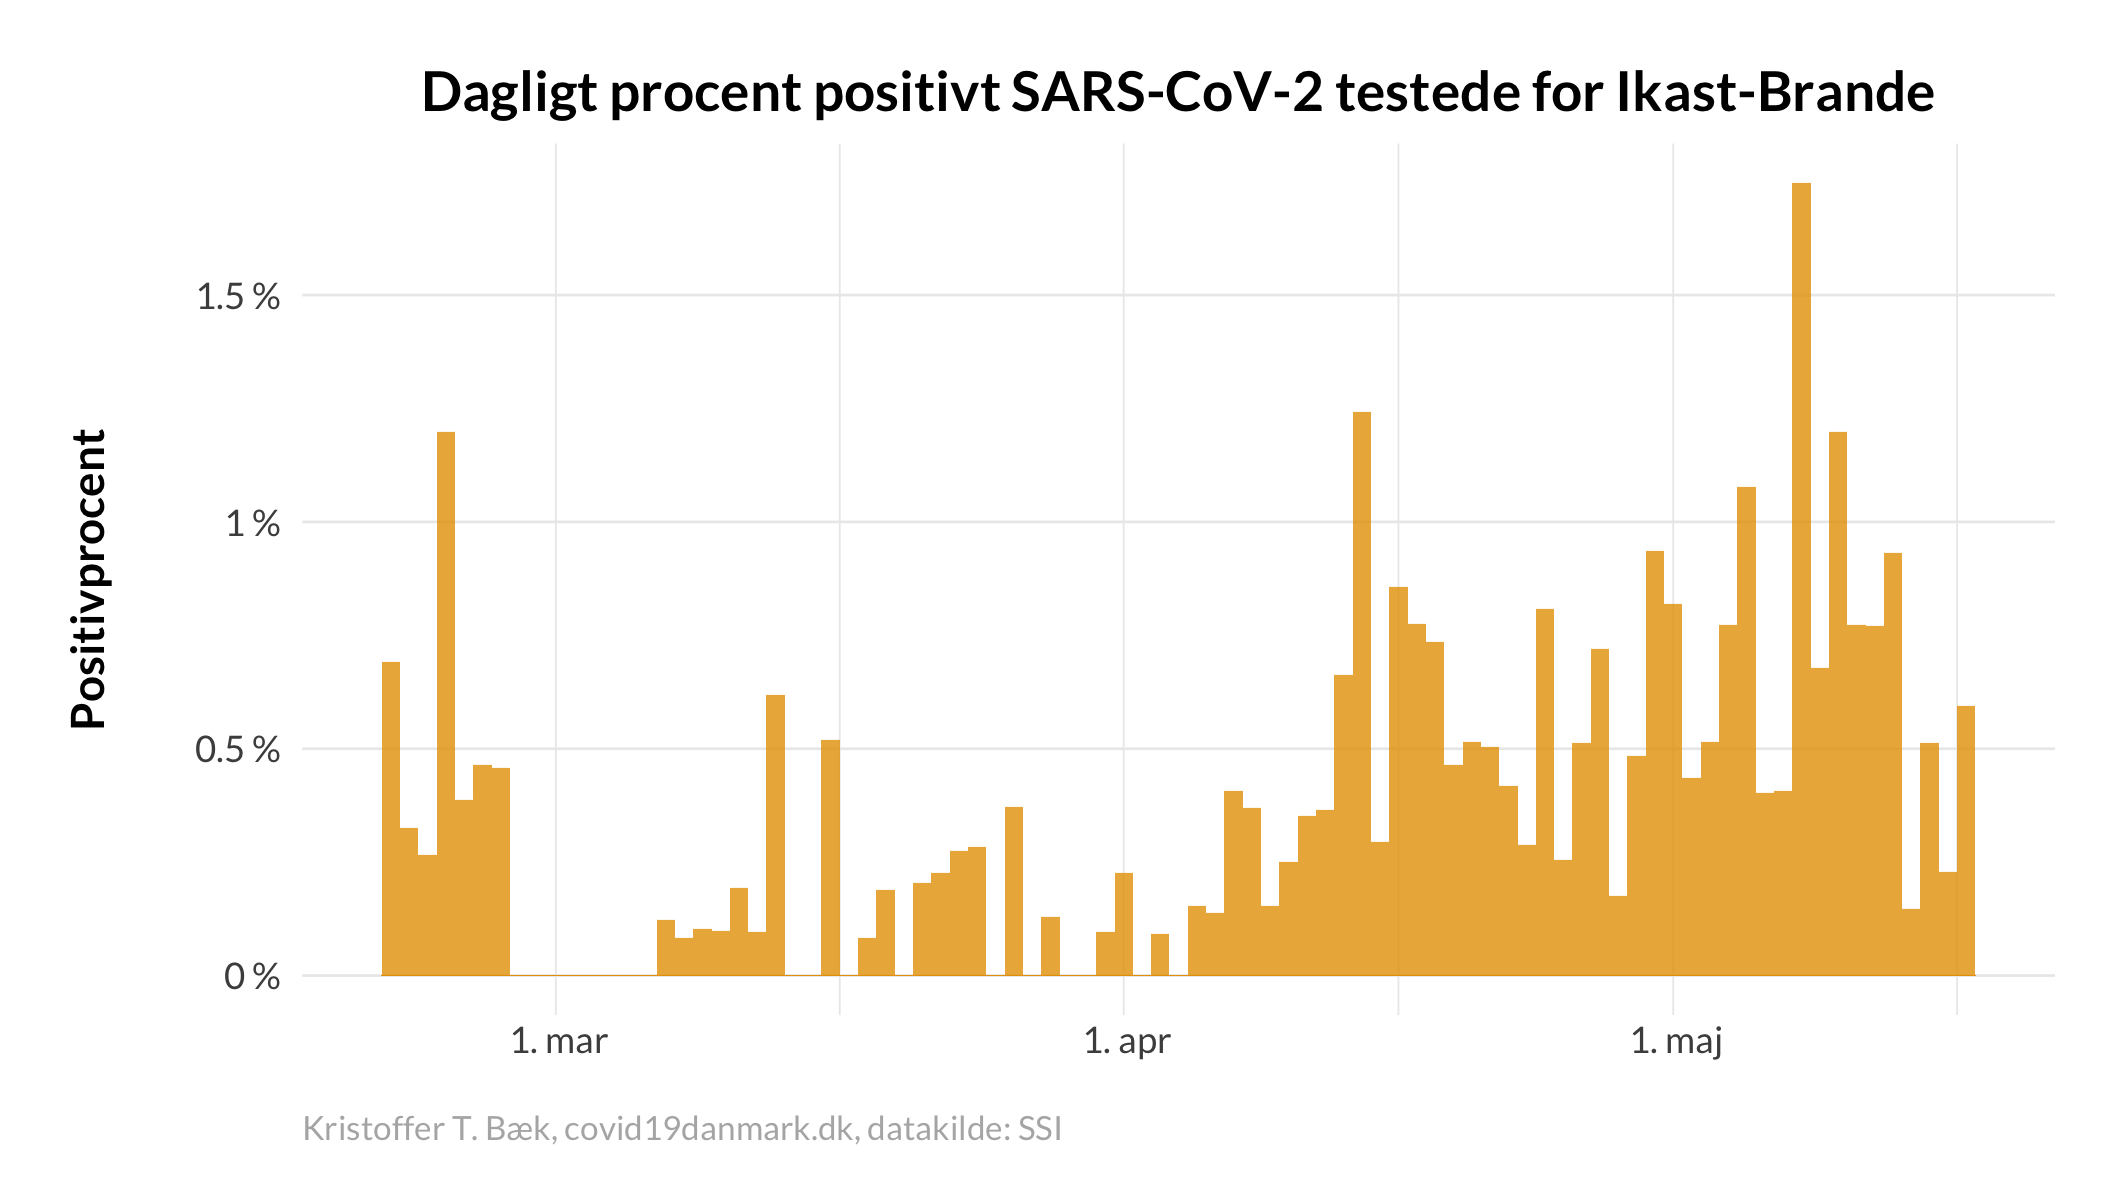 Dagligt procent positivt SARS-CoV-2 testede for Ikast-Brande
Positivprocent
1.5 %
1 %
0.5 %
0 %
1. mar
1. apr
1. maj
Kristoffer T. Bæk, covid19danmark.dk, datakilde: SSI